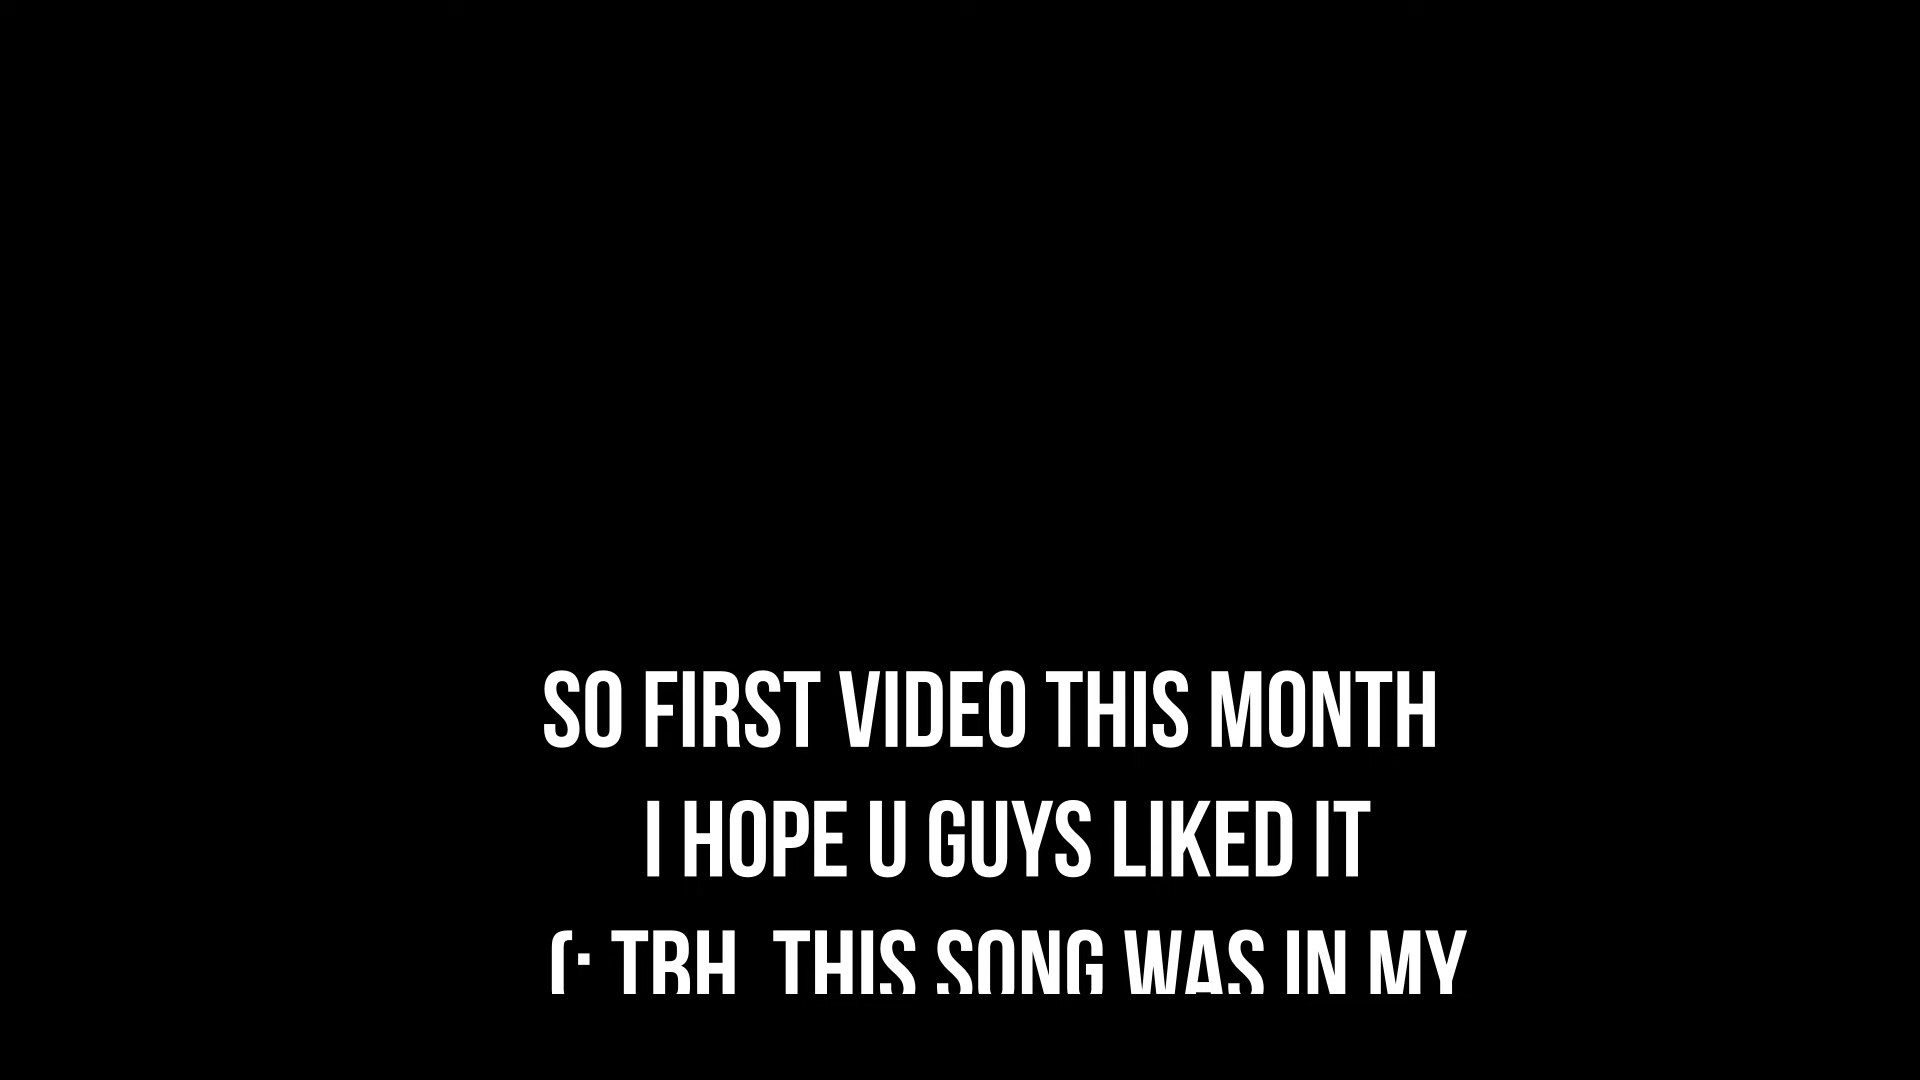 SO FIRST VIDEO THIS MONTH
I HOPE U GUYS LIKED IT
(: TBH THIS SONG WAS IN MY